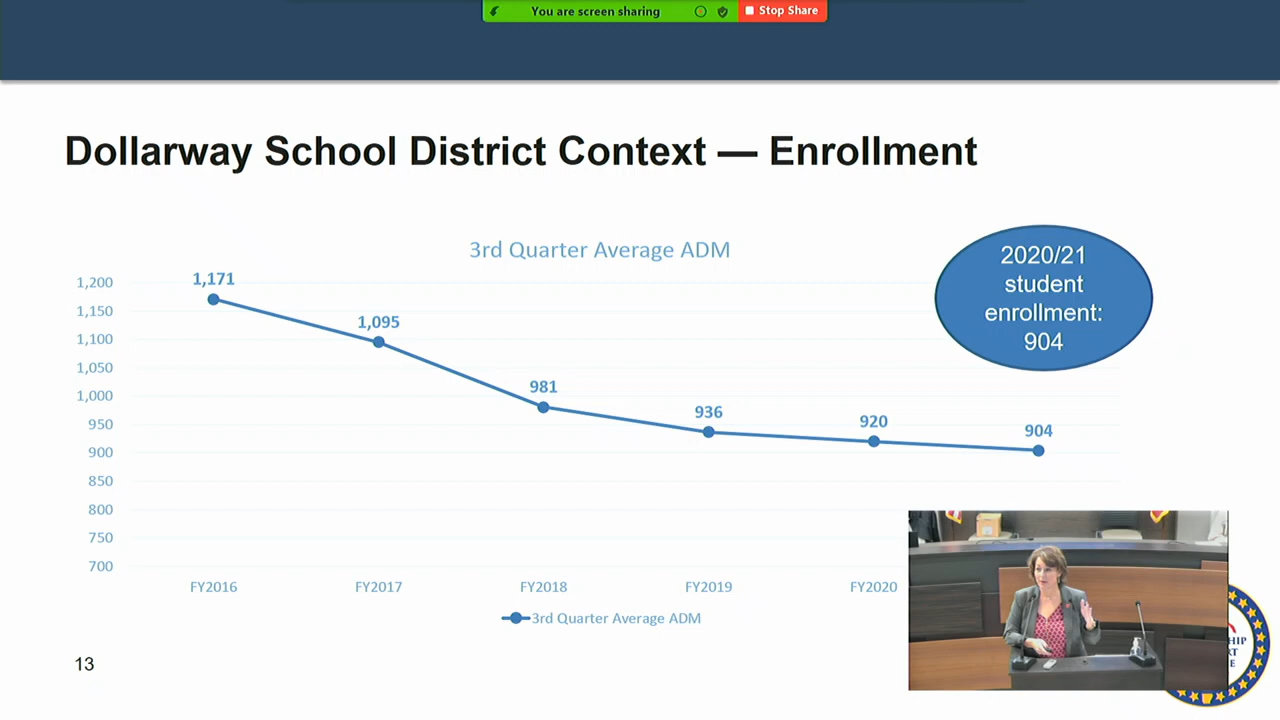 You are screen sharing
Stop Share
Dollarway School District Context — Enrollment
3rd Quarter Average ADM
2020/21
student
enrollment:
904
1,200
1,150
1,100
1,050
1,000
950
900
850
800
750
700
1,171
1,095
981
936
920
904
FY2016
FY2017
FY2018
FY2019
FY2020
3rd Quarter Average ADM
13